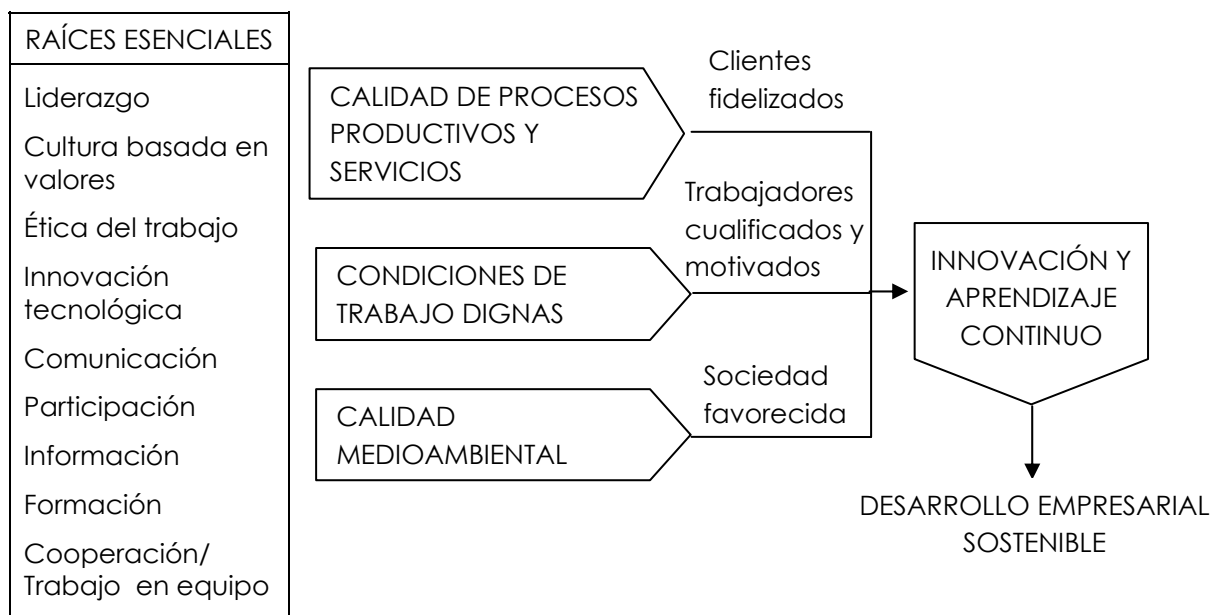 RAÍCES ESENCIALES
Liderazgo
Cultura basada en
valores
Ética del trabajo
Innovación
tecnológica
Comunicación
Participación
Información
Formación
Cooperación/
Trabajo en equipo
CALIDAD DE PROCESOS
PRODUCTIVOS Y
SERVICIOS
Clientes
fidelizados
CONDICIONES DE
TRABAJO DIGNAS
Trabajadores
cualificados y
motivados
CALIDAD
MEDIOAMBIENTAL
Sociedad
favorecida
INNOVACIÓN Y
APRENDIZAJE
CONTINUO
DESARROLLO EMPRESARIAL
SOSTENIBLE